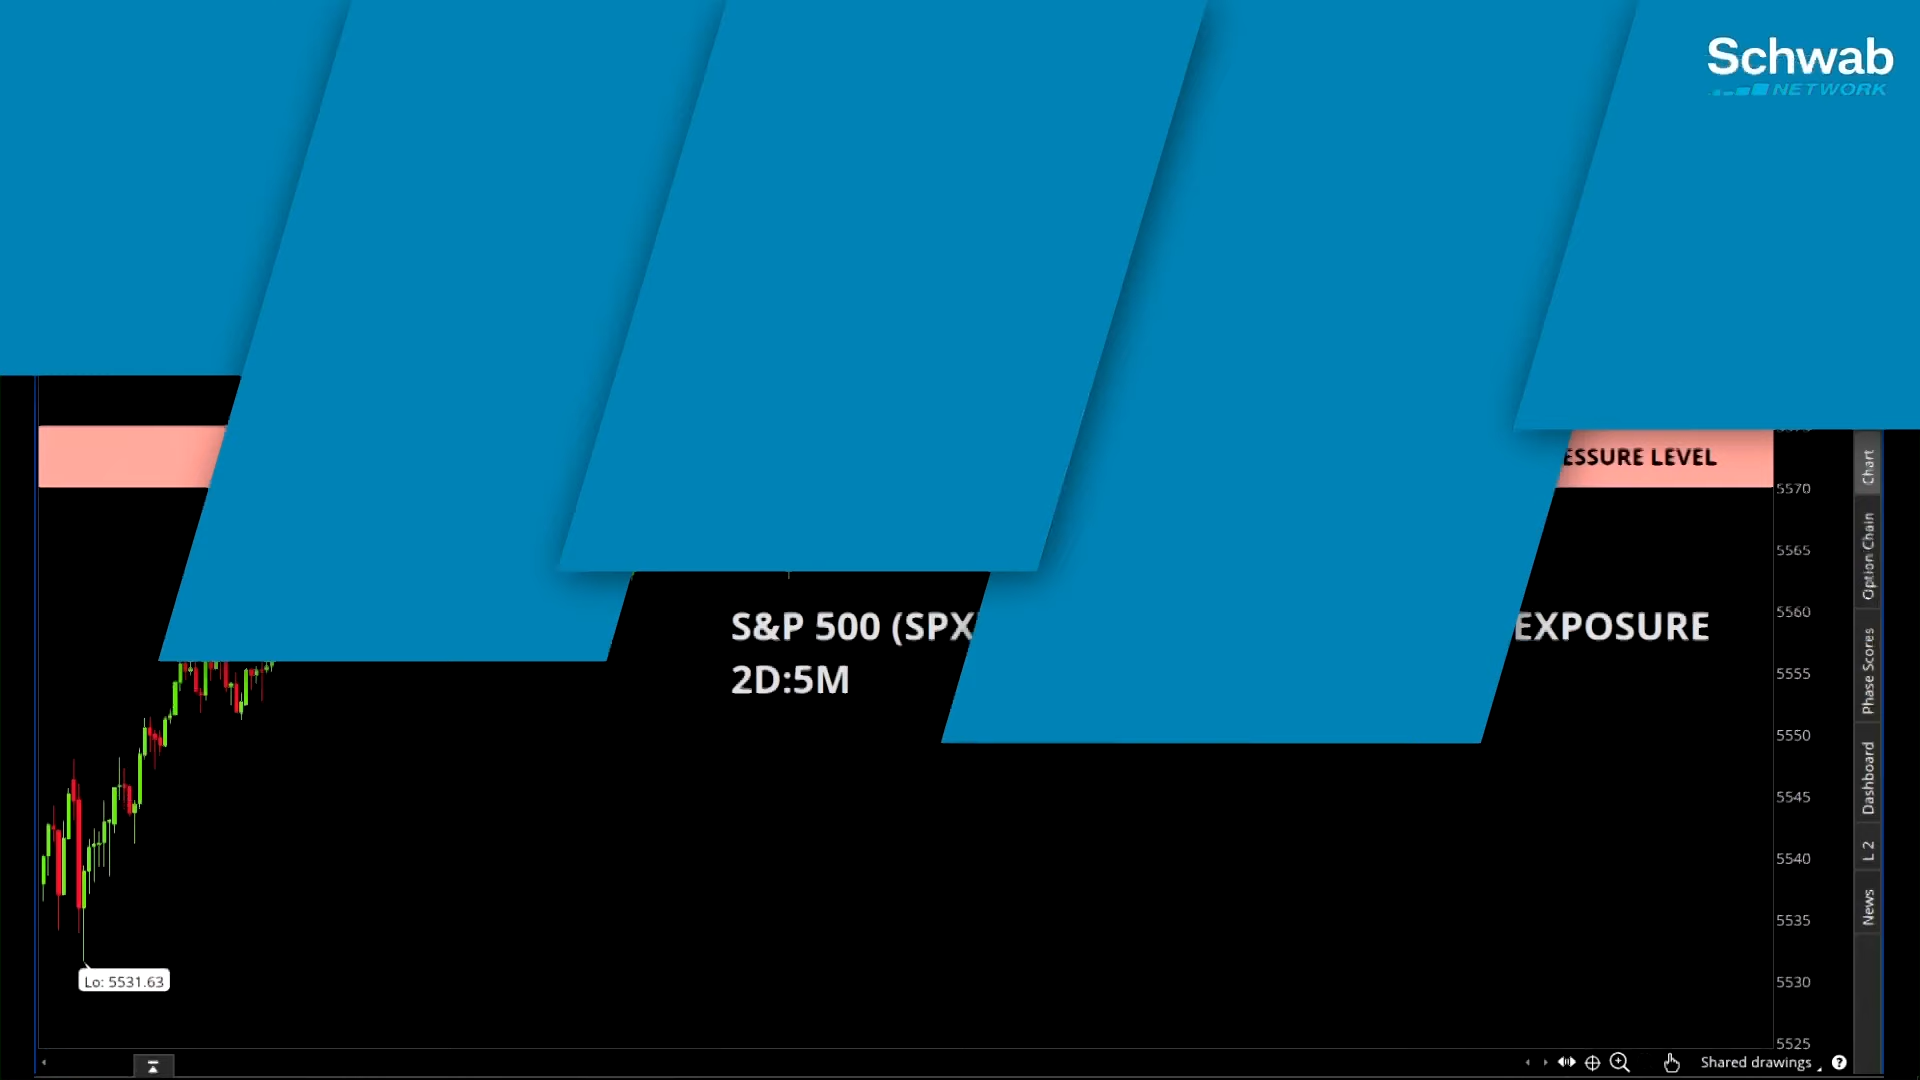 Schwab
NETWORK
ESSURE LEVEL
5570
5565
5560
5555
5550
5545
5540
5535
5530
5525
S&P 500 (SPX
EXPOSURE
2D:5M
Lo: 5531.63
Chart
Option Chain
Phase Scores
Dashboard
L 2
News
Shared drawings
?